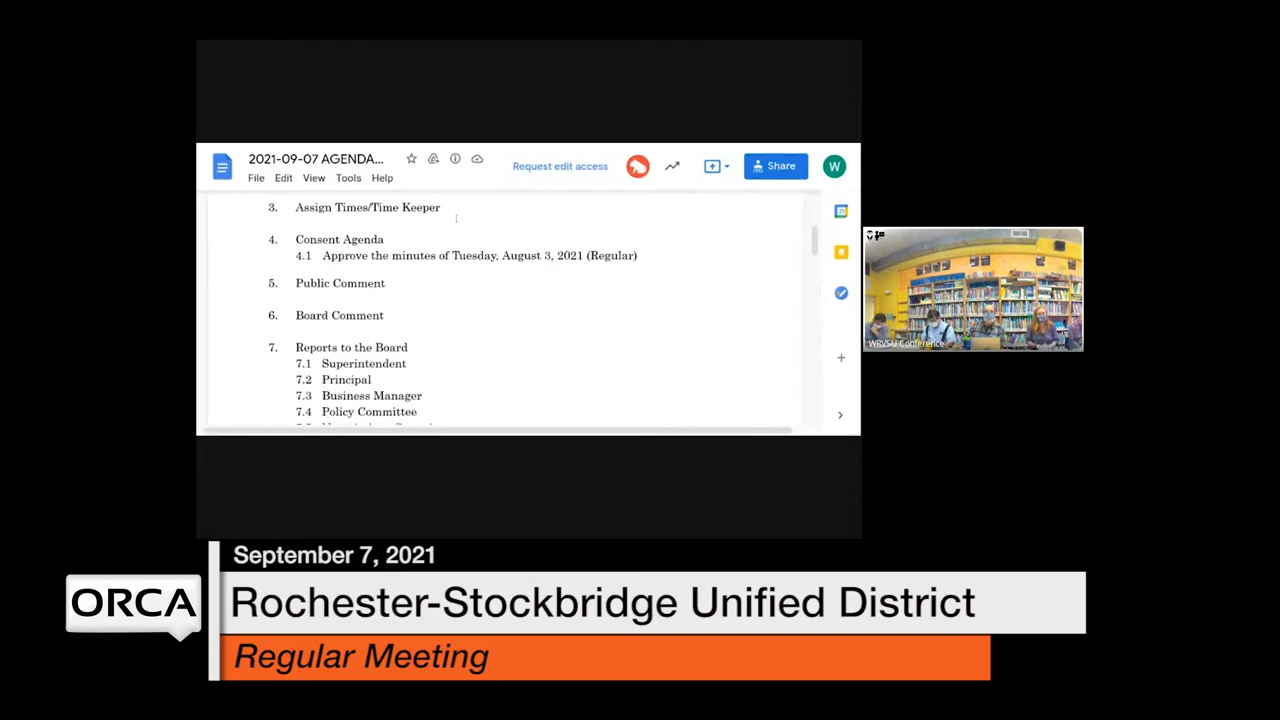 2021-09-07 AGENDA...
File Edit View Tools Help
Request edit access
Share
W
3. Assign Times/Time Keeper
4. Consent Agenda
4.1 Approve the minutes of Tuesday, August 3, 2021 (Regular)
5. Public Comment
6. Board Comment
7. Reports to the Board
7.1 Superintendent
7.2 Principal
7.3 Business Manager
7.4 Policy Committee
WRVSU Conference
September 7, 2021
ORCA
Rochester-Stockbridge Unified District
Regular Meeting